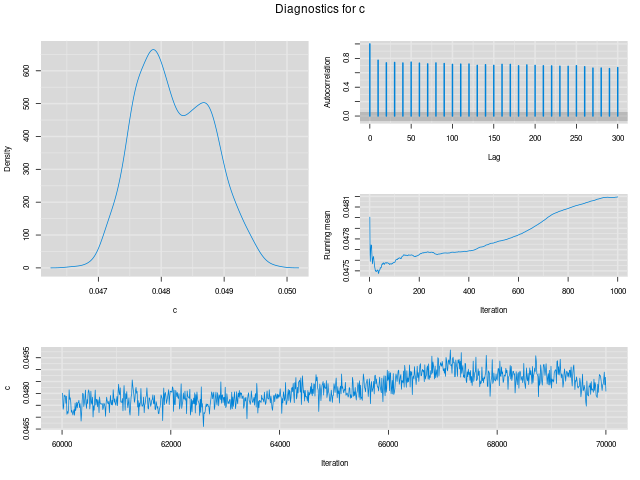 Diagnostics for c
Density
0 100 200 300 400 500 600
0.047 0.048 0.049 0.050
c
Autocorrelation
0.0 0.4 0.8
0 50 100 150 200 250 300
Lag
Running mean
0.0475 0.0478 0.0481
0 200 400 600 800 1000
Iteration
c
0.0465 0.0480 0.0495
60000 62000 64000 66000 68000 70000
Iteration